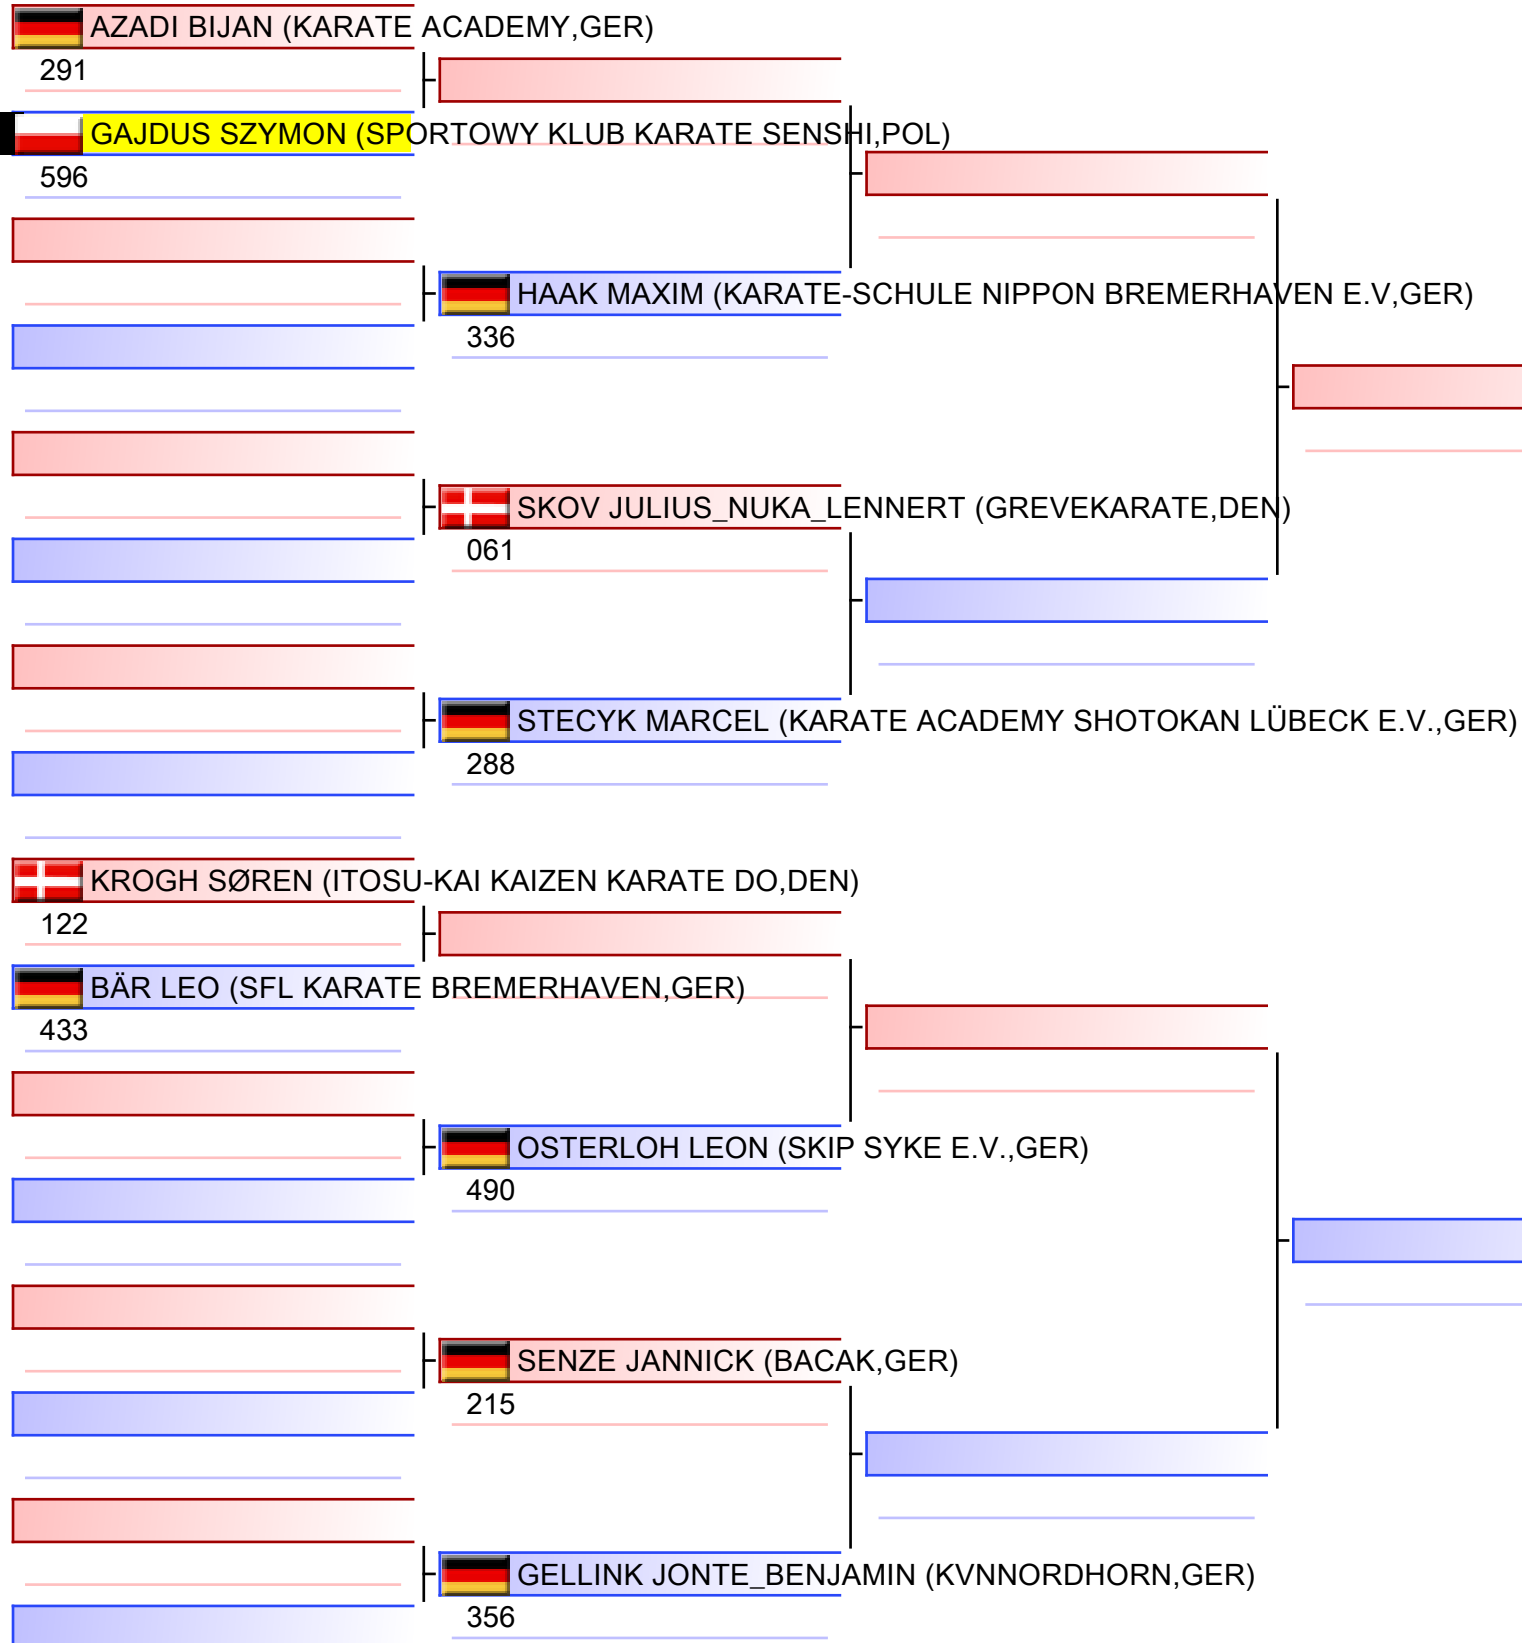 AZADI BIJAN (KARATE ACADEMY,GER)
291
GAJDUS SZYMON (SPORTOWY KLUB KARATE SENSHI,POL)
596
HAAK MAXIM (KARATE-SCHULE NIPPON BREMERHAVEN E.V,GER)
336
SKOV JULIUS_NUKA_LENNERT (GREVEKARATE,DEN)
061
STECYK MARCEL (KARATE ACADEMY SHOTOKAN LÜBECK E.V.,GER)
288
KROGH SØREN (ITOSU-KAI KAIZEN KARATE DO,DEN)
122
BÄR LEO (SFL KARATE BREMERHAVEN,GER)
433
OSTERLOH LEON (SKIP SYKE E.V.,GER)
490
SENZE JANNICK (BACAK,GER)
215
GELLINK JONTE_BENJAMIN (KVNNORDHORN,GER)
356